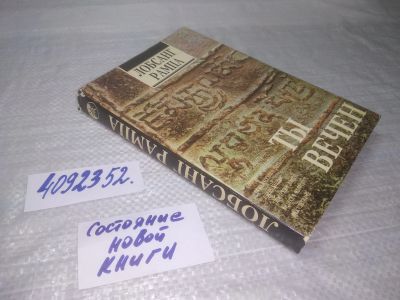 ЛОБСАНГ
РАМПА
ТЫ
ВЕЧЕН
ЛОБСАНГ РАМПА
4092352.
Состояние
новой
книги